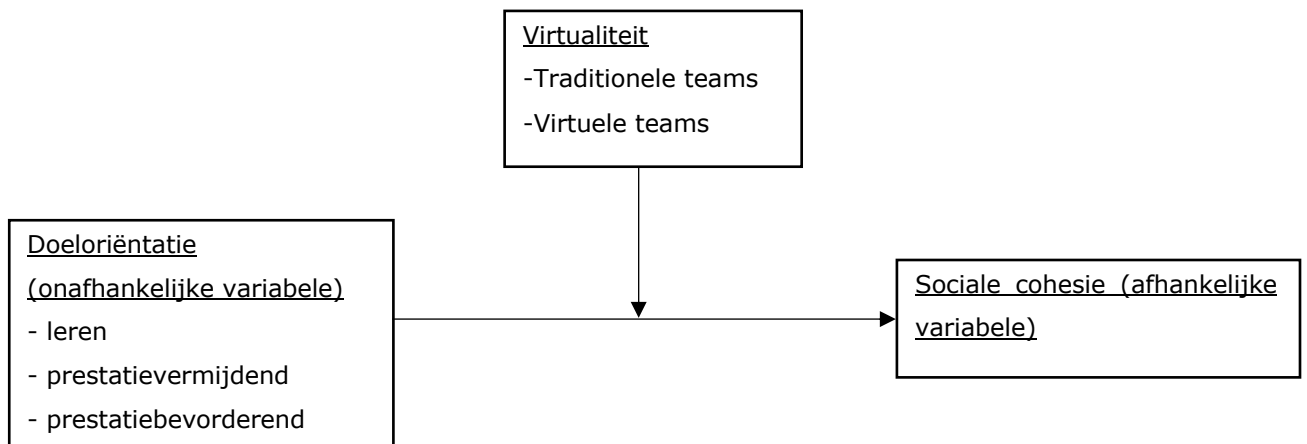 Virtualiteit
-Traditionele teams
-Virtuele teams
Doeloriëntatie
(onafhankelijke variabele)
- leren
- prestatievermijdend
- prestatiebevorderend
Sociale cohesie (afhankelijke
variabele)